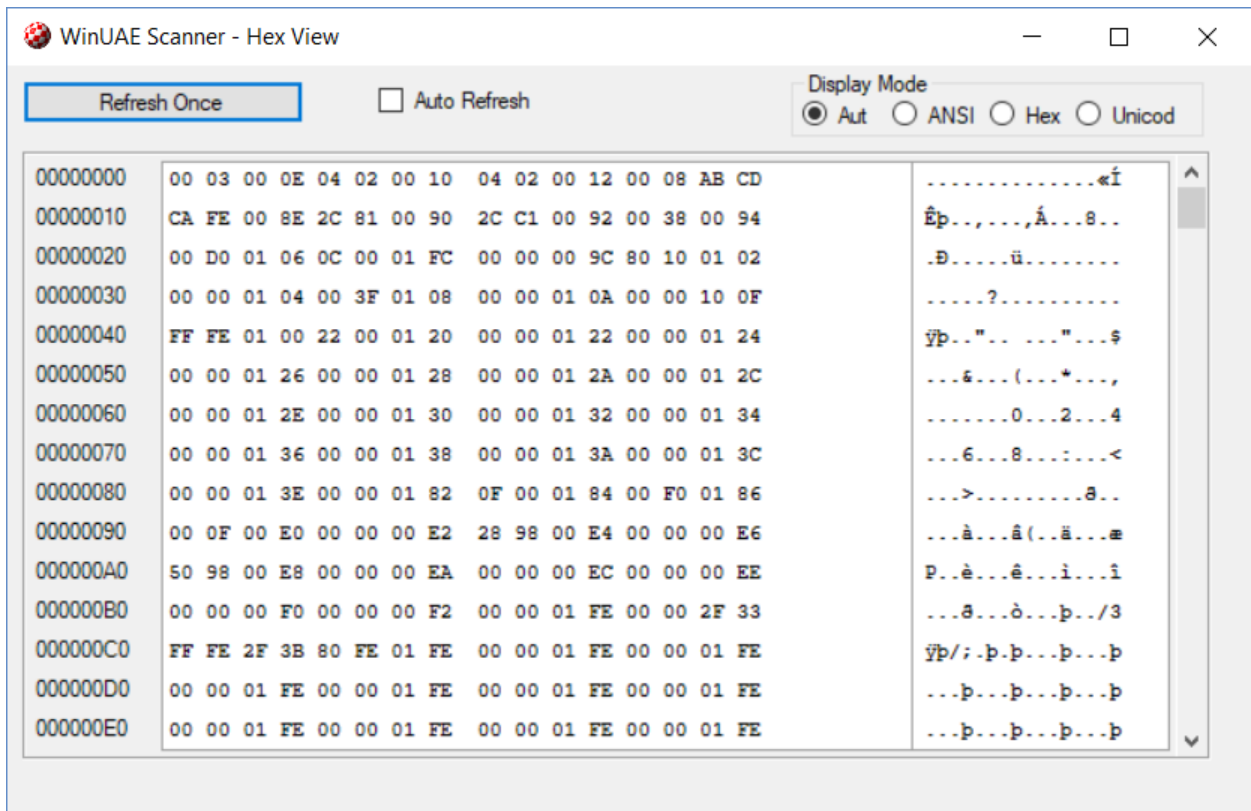 WinUAE Scanner - Hex View
Refresh Once
Auto Refresh
Display Mode
Aut ANSI Hex Unicod
00000000 00 03 00 0E 04 02 00 10 04 02 00 12 00 08 AB CD ..............«Í
00000010 CA FE 00 8E 2C 81 00 90 2C C1 00 92 00 38 00 94 Êþ..,...,Á...8..
00000020 00 D0 01 06 0C 00 01 FC 00 00 00 9C 80 10 01 02 .Ð.....ü........
00000030 00 00 01 04 00 3F 01 08 00 00 01 0A 00 00 10 0F .....?..........
00000040 FF FE 01 00 22 00 01 20 00 00 01 22 00 00 01 24 ÿþ..".. ..."...$
00000050 00 00 01 26 00 00 01 28 00 00 01 2A 00 00 01 2C ...&...(...*...,
00000060 00 00 01 2E 00 00 01 30 00 00 01 32 00 00 01 34 .......0...2...4
00000070 00 00 01 36 00 00 01 38 00 00 01 3A 00 00 01 3C ...6...8...:...<
00000080 00 00 01 3E 00 00 01 82 0F 00 01 84 00 F0 01 86 ...>.........ð..
00000090 00 0F 00 E0 00 00 00 E2 28 98 00 E4 00 00 00 E6 ...à...â(..ä...æ
000000A0 50 98 00 E8 00 00 00 EA 00 00 00 EC 00 00 00 EE P..è...ê...ì...î
000000B0 00 00 00 F0 00 00 00 F2 00 00 01 FE 00 00 2F 33 ...ð...ò...þ../3
000000C0 FF FE 2F 3B 80 FE 01 FE 00 00 01 FE 00 00 01 FE ÿþ/;.þ.þ...þ...þ
000000D0 00 00 01 FE 00 00 01 FE 00 00 01 FE 00 00 01 FE ...þ...þ...þ...þ
000000E0 00 00 01 FE 00 00 01 FE 00 00 01 FE 00 00 01 FE ...þ...þ...þ...þ